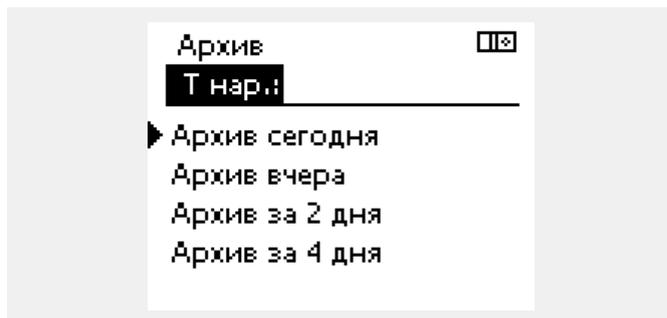 Архив
Т нар.:
Архив сегодня
Архив вчера
Архив за 2 дня
Архив за 4 дня